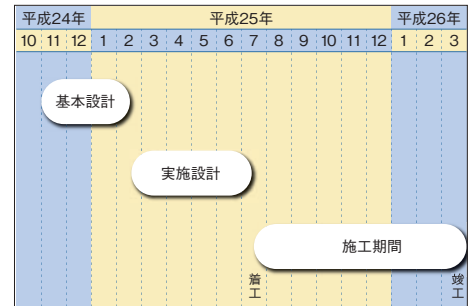 平成24年 平成25年 平成26年
10 11 12 1 2 3 4 5 6 7 8 9 10 11 12 1 2 3
基本設計
実施設計
施工期間
着工
竣工